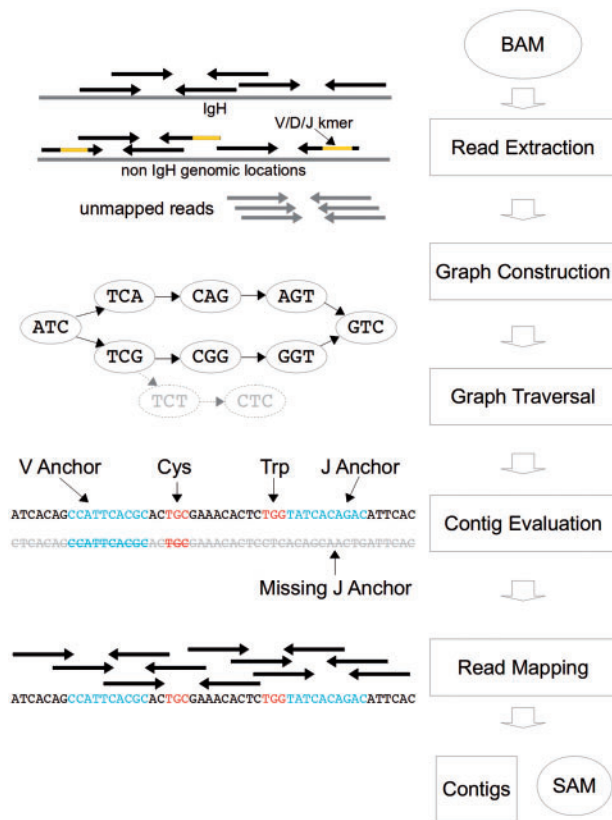 BAM
IgH
V/D/J kmer
Read Extraction
non IgH genomic locations
unmapped reads
Graph Construction
TCA CAG AGT
ATC GTC
TCG CGG GGT
TCT CTC
Graph Traversal
V Anchor Cys Trp J Anchor
ATCACAGCCATTCACGCACTGCGAAACACTCTGGTATCACAGACATTCAC
Contig Evaluation
CTCACAGCCATTCACGCACTGCGAAACACTCCTCACAGCAACTGATTCAC
Missing J Anchor
Read Mapping
ATCACAGCCATTCACGCACTGCGAAACACTCTGGTATCACAGACATTCAC
Contigs SAM